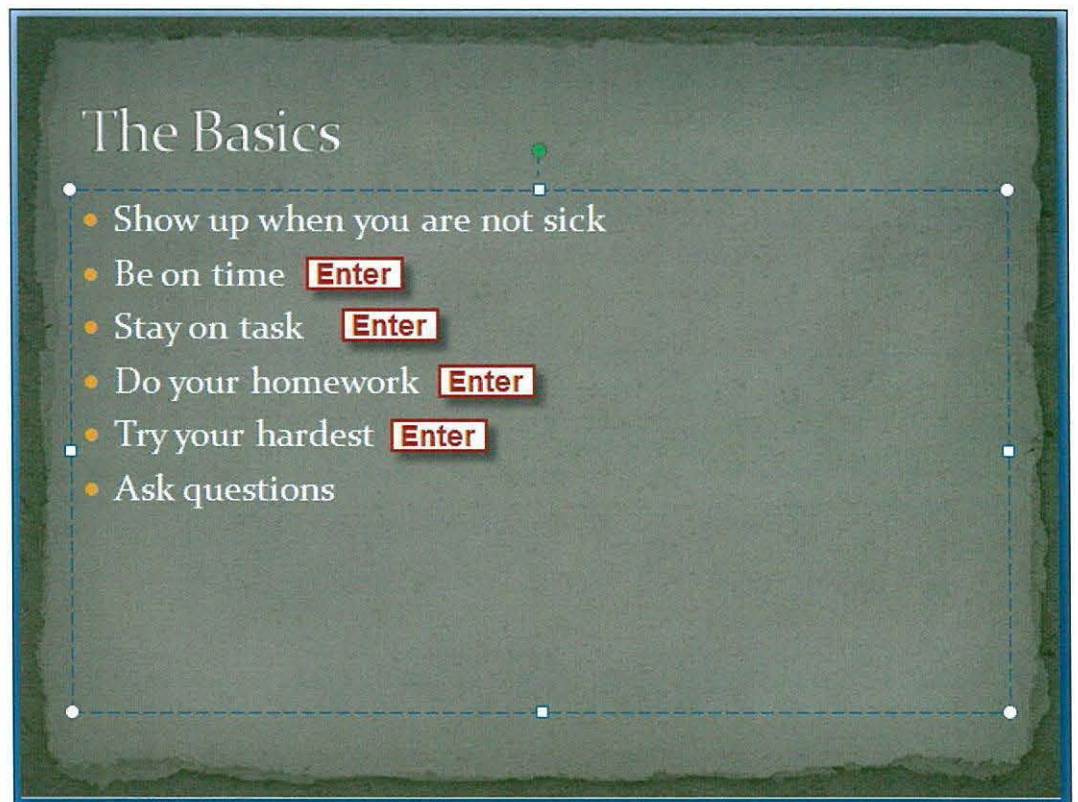 The Basics
• Show up when you are not sick
• Be on time Enter
• Stay on task Enter
• Do your homework Enter
• Try your hardest Enter
• Ask questions